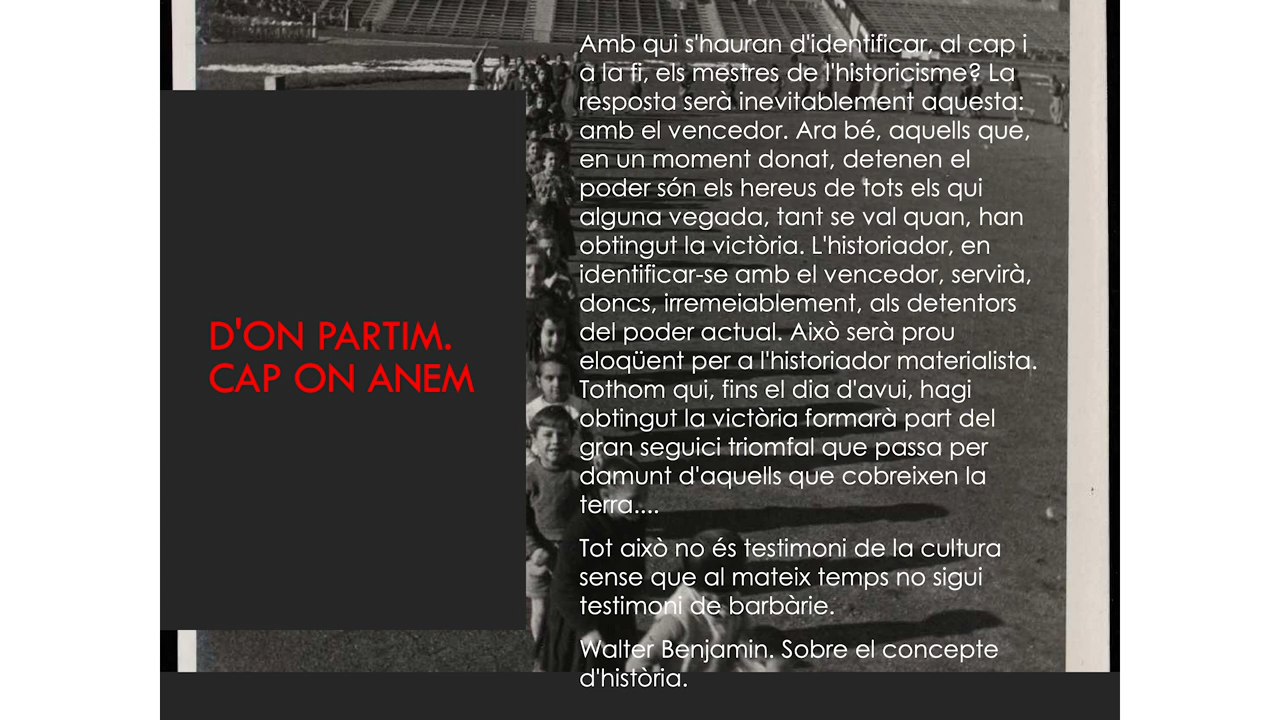 D'ON PARTIM.
CAP ON ANEM
Amb qui s'hauran d'identificar, al cap i
a la fi, els mestres de l'historicisme? La
resposta serà inevitablement aquesta:
amb el vencedor. Ara bé, aquells que,
en un moment donat, detenen el
poder són els hereus de tots els qui
alguna vegada, tant se val quan, han
obtingut la victòria. L'historiador, en
identificar-se amb el vencedor, servirà,
doncs, irremeiablement, als detentors
del poder actual. Això serà prou
eloqüent per a l'historiador materialista.
Tothom qui, fins el dia d'avui, hagi
obtingut la victòria formarà part del
gran seguici triomfal que passa per
damunt d'aquells que cobreixen la
terra....
Tot això no és testimoni de la cultura
sense que al mateix temps no sigui
testimoni de barbàrie.
Walter Benjamin. Sobre el concepte
d'història.